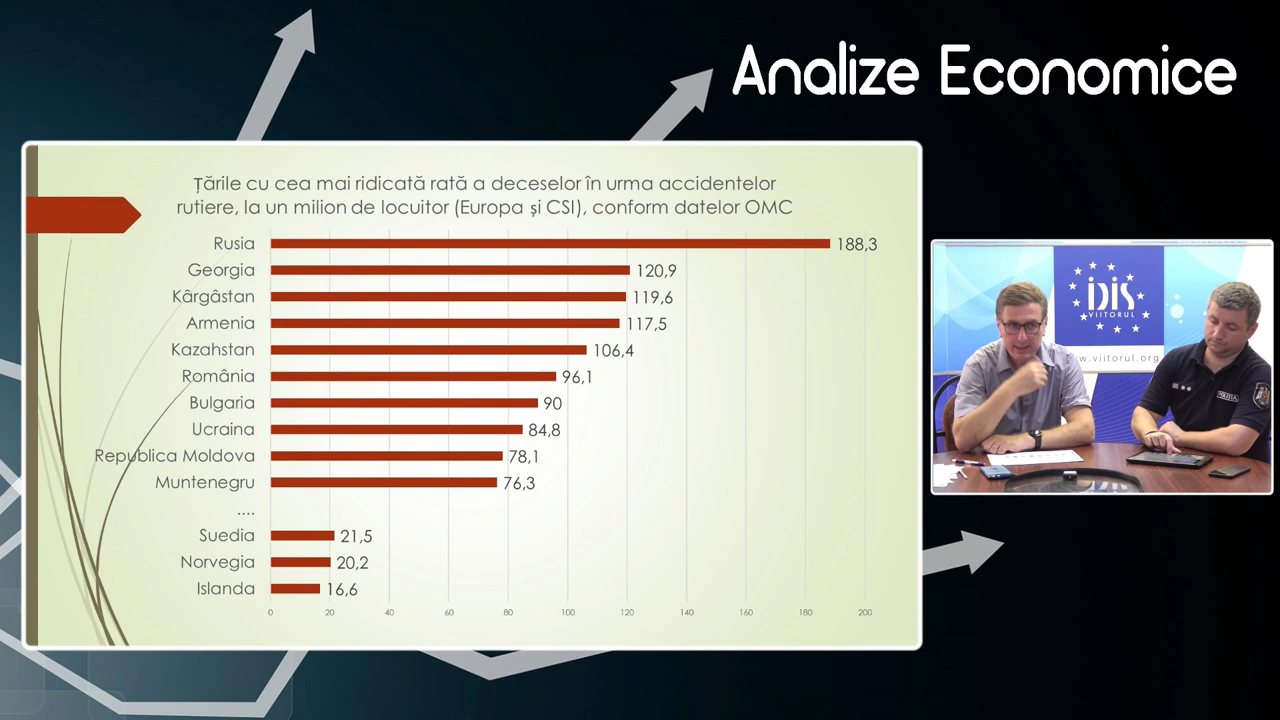 Analize Economice
Țările cu cea mai ridicată rată a deceselor în urma accidentelor
rutiere, la un milion de locuitor (Europa și CSI), conform datelor OMC
Rusia 188,3
Georgia 120,9
Kârgâstan 119,6
Armenia 117,5
Kazahstan 106,4
România 96,1
Bulgaria 90
Ucraina 84,8
Republica Moldova 78,1
Muntenegru 76,3
....
Suedia 21,5
Norvegia 20,2
Islanda 16,6
0 20 40 60 80 100 120 140 160 180 200
IDIS
VIITORUL
w.viitorul.org
POLIȚIA